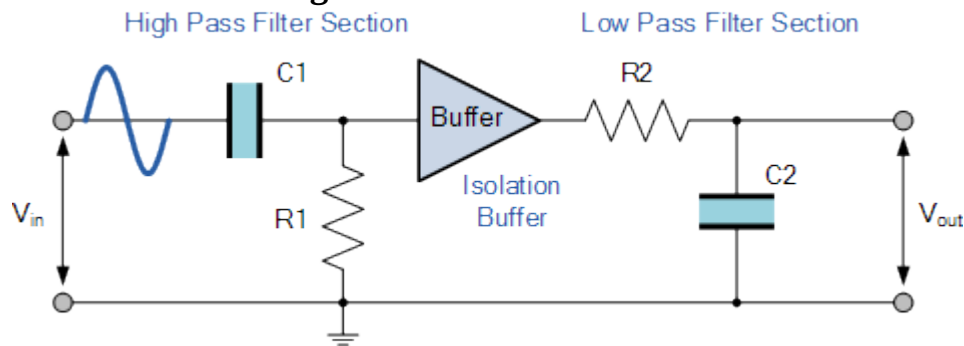 High Pass Filter Section
Low Pass Filter Section
C1
R2
Buffer
Isolation
Buffer
C2
R1
Vin
Vout